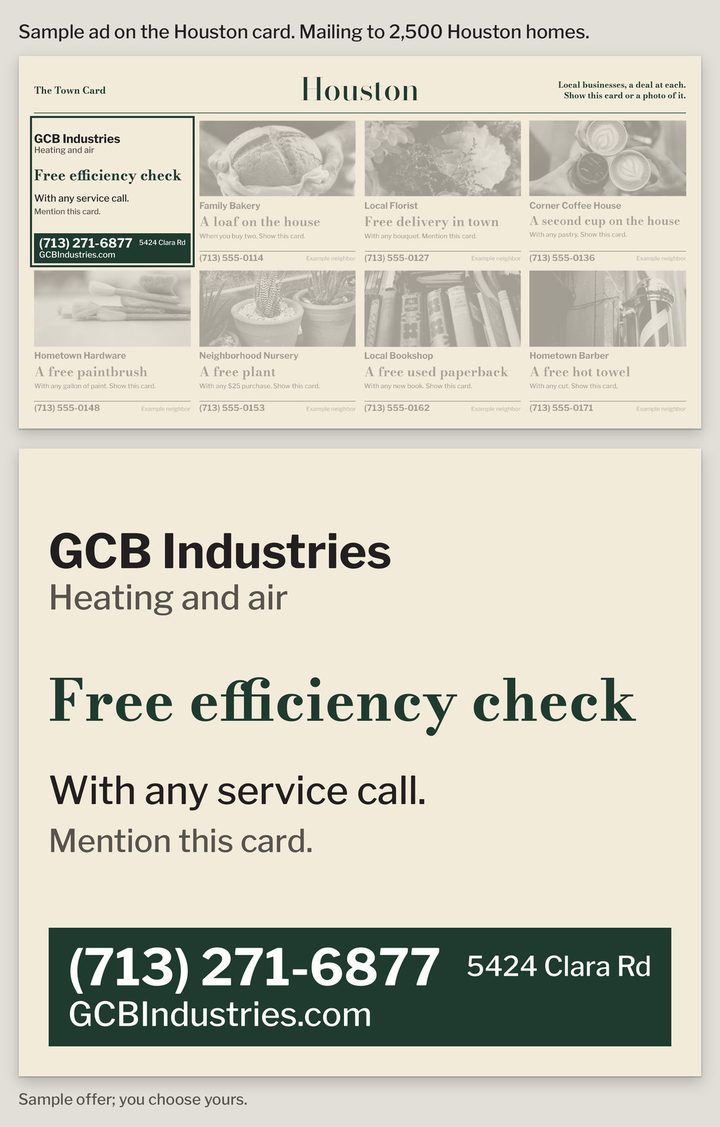 Sample ad on the Houston card. Mailing to 2,500 Houston homes.
The Town Card
Houston
Local businesses, a deal at each.
Show this card or a photo of it.
GCB Industries
Heating and air
Free efficiency check
With any service call.
Mention this card.
(713) 271-6877 5424 Clara Rd
GCBIndustries.com
Family Bakery
A loaf on the house
When you buy two. Show this card.
(713) 555-0114 Example neighbor
Local Florist
Free delivery in town
With any bouquet. Mention this card.
(713) 555-0127 Example neighbor
Corner Coffee House
A second cup on the house
With any pastry. Show this card.
(713) 555-0136 Example neighbor
Hometown Hardware
A free paintbrush
With any gallon of paint. Show this card.
(713) 555-0148 Example neighbor
Neighborhood Nursery
A free plant
With any $25 purchase. Show this card.
(713) 555-0153 Example neighbor
Local Bookshop
A free used paperback
With any new book. Show this card.
(713) 555-0162 Example neighbor
Hometown Barber
A free hot towel
With any cut. Show this card.
(713) 555-0171 Example neighbor
GCB Industries
Heating and air
Free efficiency check
With any service call.
Mention this card.
(713) 271-6877 5424 Clara Rd
GCBIndustries.com
Sample offer; you choose yours.